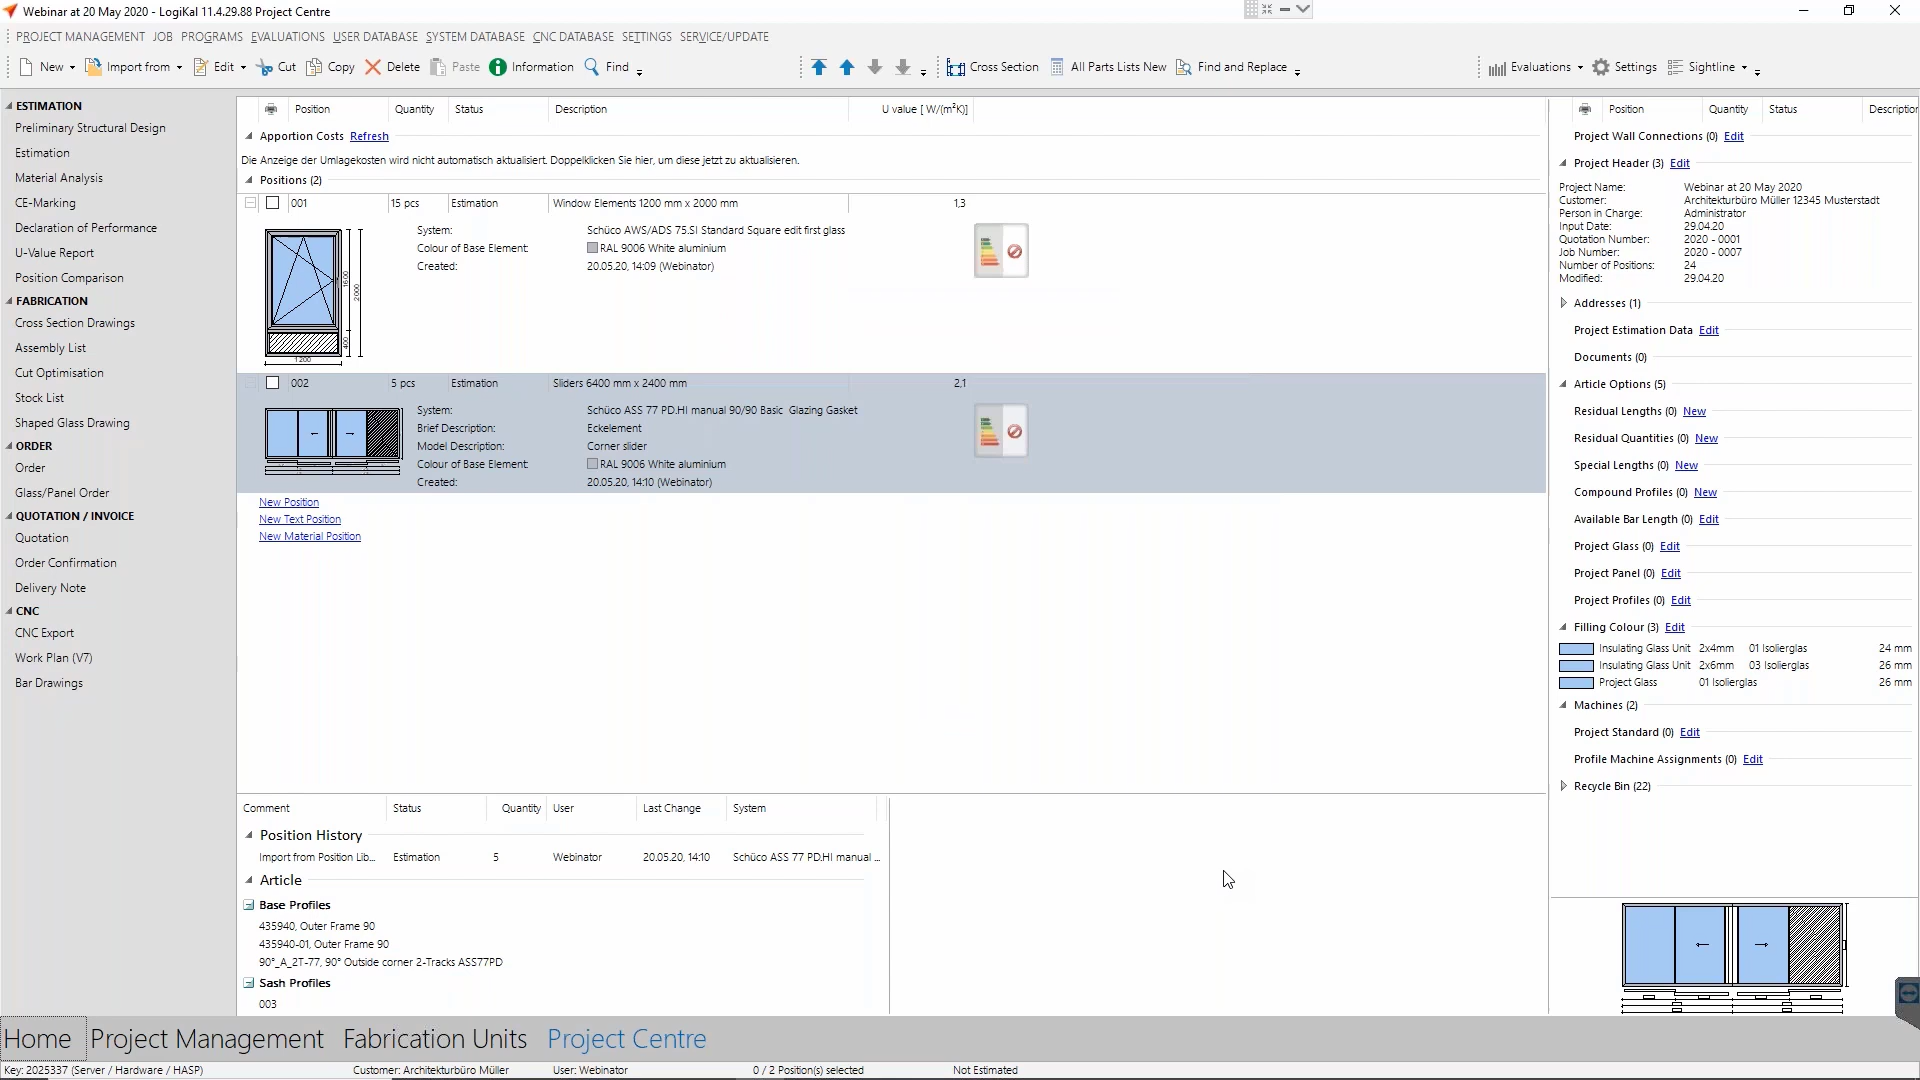 Webinar at 20 May 2020 - LogiKal 11.4.29.88 Project Centre
PROJECT MANAGEMENT JOB PROGRAMS EVALUATIONS USER DATABASE SYSTEM DATABASE CNC DATABASE SETTINGS SERVICE/UPDATE
New Import from Edit Cut Copy Delete Paste Information Find Cross Section All Parts Lists New Find and Replace Evaluations Settings Sightline
ESTIMATION
Preliminary Structural Design
Estimation
Material Analysis
CE-Marking
Declaration of Performance
U-Value Report
Position Comparison
FABRICATION
Cross Section Drawings
Assembly List
Cut Optimisation
Stock List
Shaped Glass Drawing
ORDER
Order
Glass/Panel Order
QUOTATION / INVOICE
Quotation
Order Confirmation
Delivery Note
CNC
CNC Export
Work Plan (V7)
Bar Drawings
Position Quantity Status Description U value [ W/(m²K)]
Apportion Costs Refresh
Die Anzeige der Umlagekosten wird nicht automatisch aktualisiert. Doppelklicken Sie hier, um diese jetzt zu aktualisieren.
Positions (2)
001 15 pcs Estimation Window Elements 1200 mm x 2000 mm 1,3
System: Schüco AWS/ADS 75.SI Standard Square edit first glass
Colour of Base Element: RAL 9006 White aluminium
Created: 20.05.20, 14:09 (Webinator)
1600
2000
400
1200
002 5 pcs Estimation Sliders 6400 mm x 2400 mm 2,1
System: Schüco ASS 77 PD.HI manual 90/90 Basic Glazing Gasket
Brief Description: Eckelement
Model Description: Corner slider
Colour of Base Element: RAL 9006 White aluminium
Created: 20.05.20, 14:10 (Webinator)
New Position
New Text Position
New Material Position
Comment Status Quantity User Last Change System
Position History
Import from Position Lib... Estimation 5 Webinator 20.05.20, 14:10 Schüco ASS 77 PD.HI manual ...
Article
Base Profiles
435940, Outer Frame 90
435940-01, Outer Frame 90
90°_A_2T-77, 90° Outside corner 2-Tracks ASS77PD
Sash Profiles
003
Position Quantity Status Description
Project Wall Connections (0) Edit
Project Header (3) Edit
Project Name: Webinar at 20 May 2020
Customer: Architekturbüro Müller 12345 Musterstadt
Person in Charge: Administrator
Input Date: 29.04.20
Quotation Number: 2020 - 0001
Job Number: 2020 - 0007
Number of Positions: 24
Modified: 29.04.20
Addresses (1)
Project Estimation Data Edit
Documents (0)
Article Options (5)
Residual Lengths (0) New
Residual Quantities (0) New
Special Lengths (0) New
Compound Profiles (0) New
Available Bar Length (0) Edit
Project Glass (0) Edit
Project Panel (0) Edit
Project Profiles (0) Edit
Filling Colour (3) Edit
Insulating Glass Unit 2x4mm 01 Isolierglas 24 mm
Insulating Glass Unit 2x6mm 03 Isolierglas 26 mm
Project Glass 01 Isolierglas 26 mm
Machines (2)
Project Standard (0) Edit
Profile Machine Assignments (0) Edit
Recycle Bin (22)
Home Project Management Fabrication Units Project Centre
Key: 2025337 (Server / Hardware / HASP) Customer: Architekturbüro Müller User: Webinator 0 / 2 Position(s) selected Not Estimated